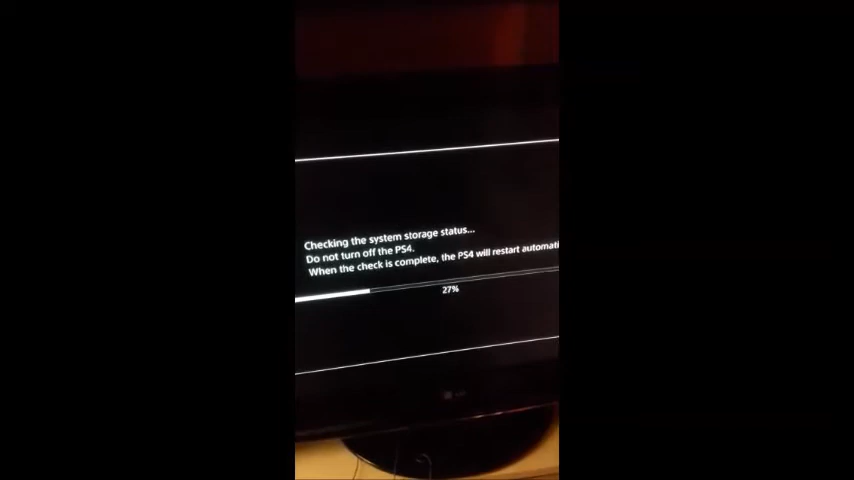 Checking the system storage status...
Do not turn off the PS4.
When the check is complete, the PS4 will restart automati
27%